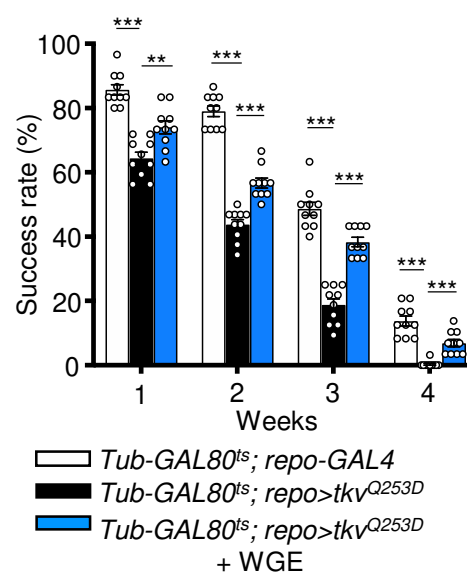 ***
**
***
***
***
***
***
***
100
80
60
40
20
0
Success rate (%)
1 2 3 4
Weeks
Tub-GAL80ts; repo-GAL4
Tub-GAL80ts; repo>tkvQ253D
Tub-GAL80ts; repo>tkvQ253D
+ WGE